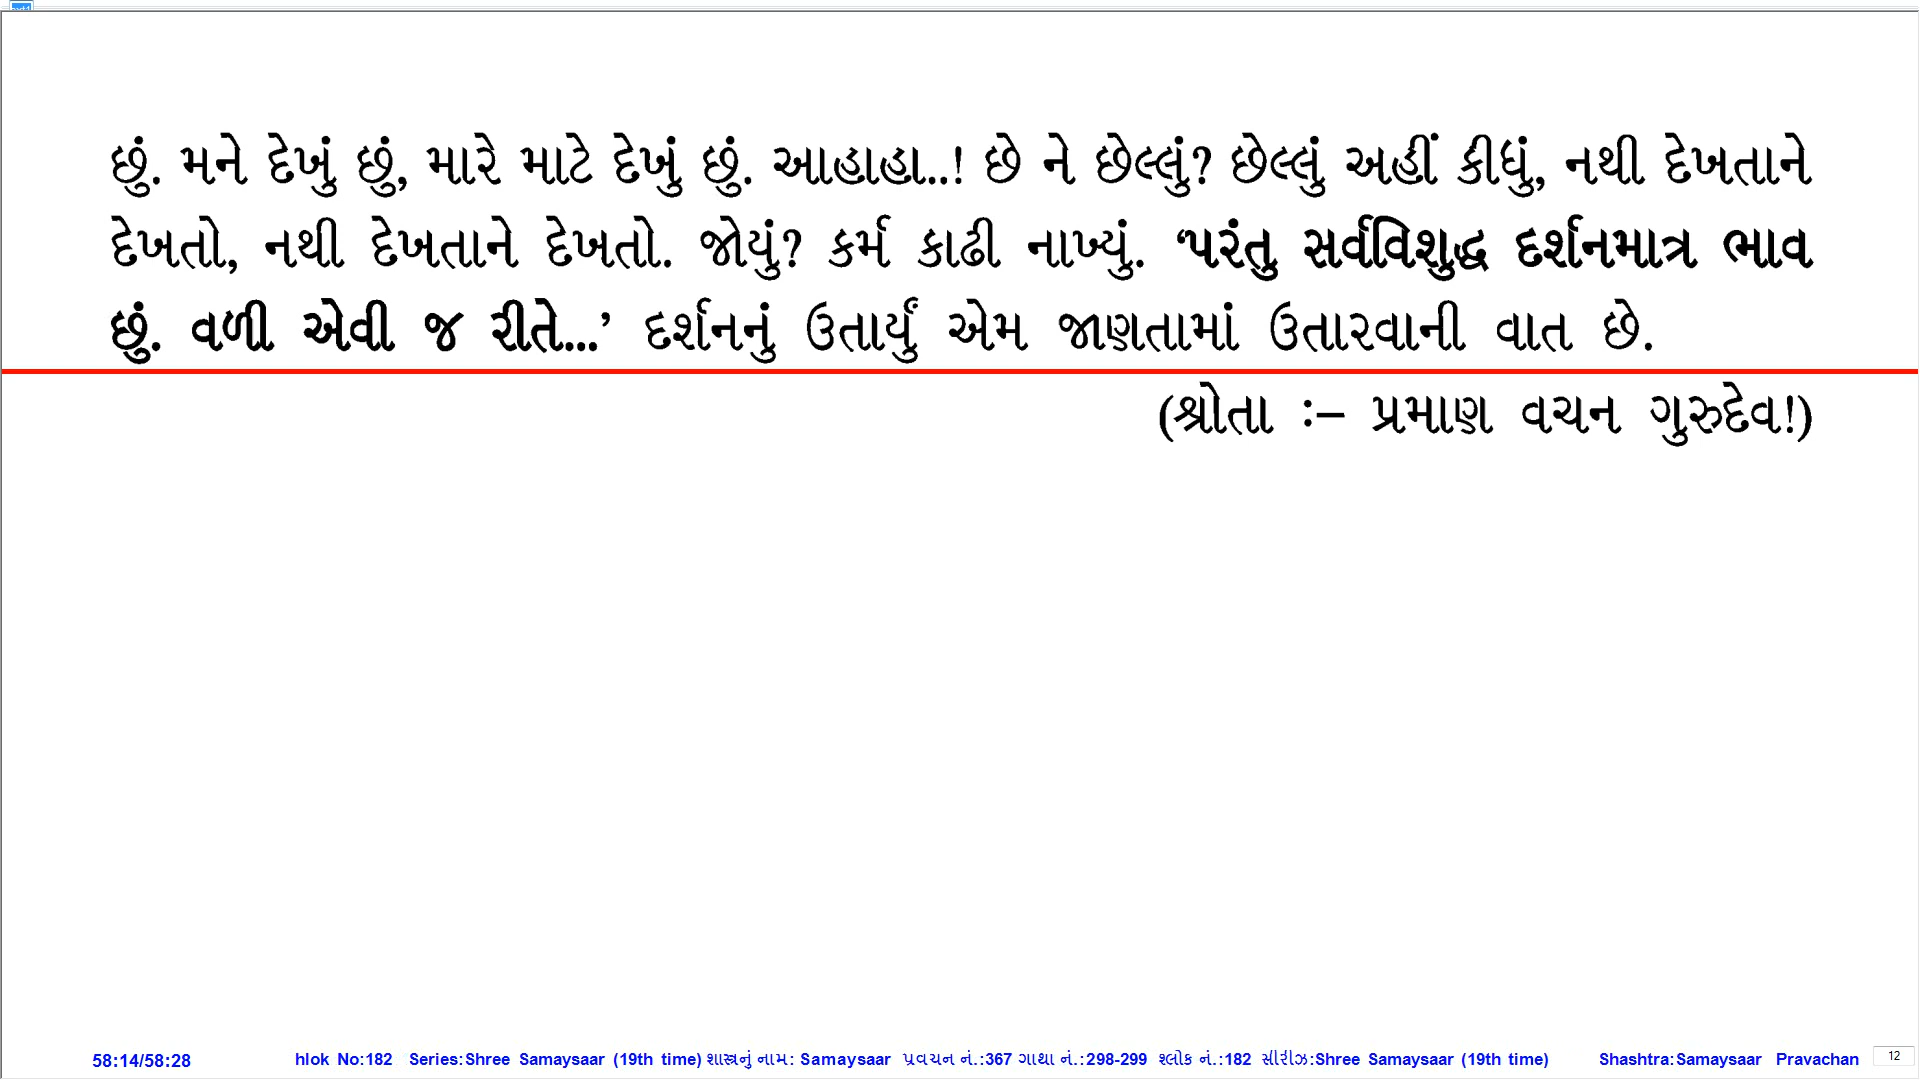 છું. મને દેખું છું, મારે માટે દેખું છું. આહાહા..! છે ને છેલ્લું? છેલ્લું અહીં કીધું, નથી દેખતાને
દેખતો, નથી દેખતાને દેખતો. જોયું? કર્મ કાઢી નાખ્યું. ‘પરંતુ સર્વવિશુદ્ધ દર્શનમાત્ર ભાવ
છું. વળી એવી જ રીતે...’ દર્શનનું ઉતાર્યું એમ જાણતામાં ઉતારવાની વાત છે.
(શ્રોતા :– પ્રમાણ વચન ગુરુદેવ!)
58:14/58:28 hlok No:182 Series:Shree Samaysaar (19th time) શાસ્ત્રનું નામ: Samaysaar પ્રવચન નં.:367 ગાથા નં.:298-299 શ્લોક નં.:182 સીરીઝ:Shree Samaysaar (19th time) Shashtra:Samaysaar Pravachan 12